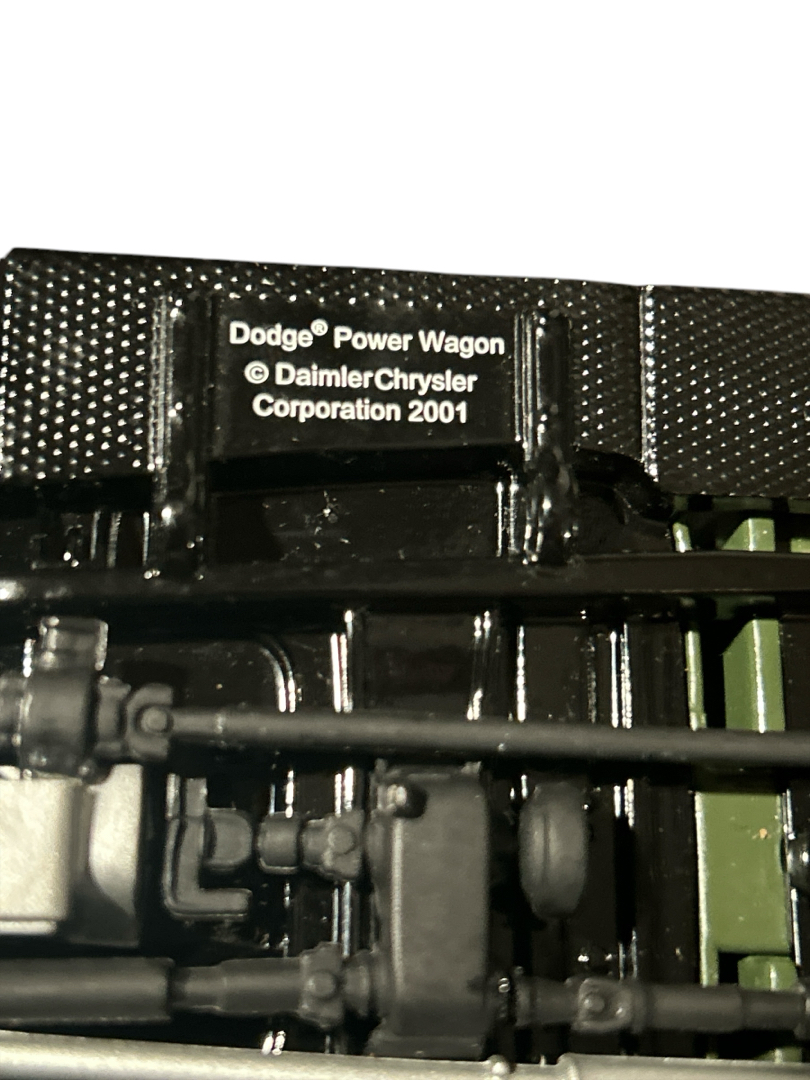 Dodge® Power Wagon
© DaimlerChrysler
Corporation 2001